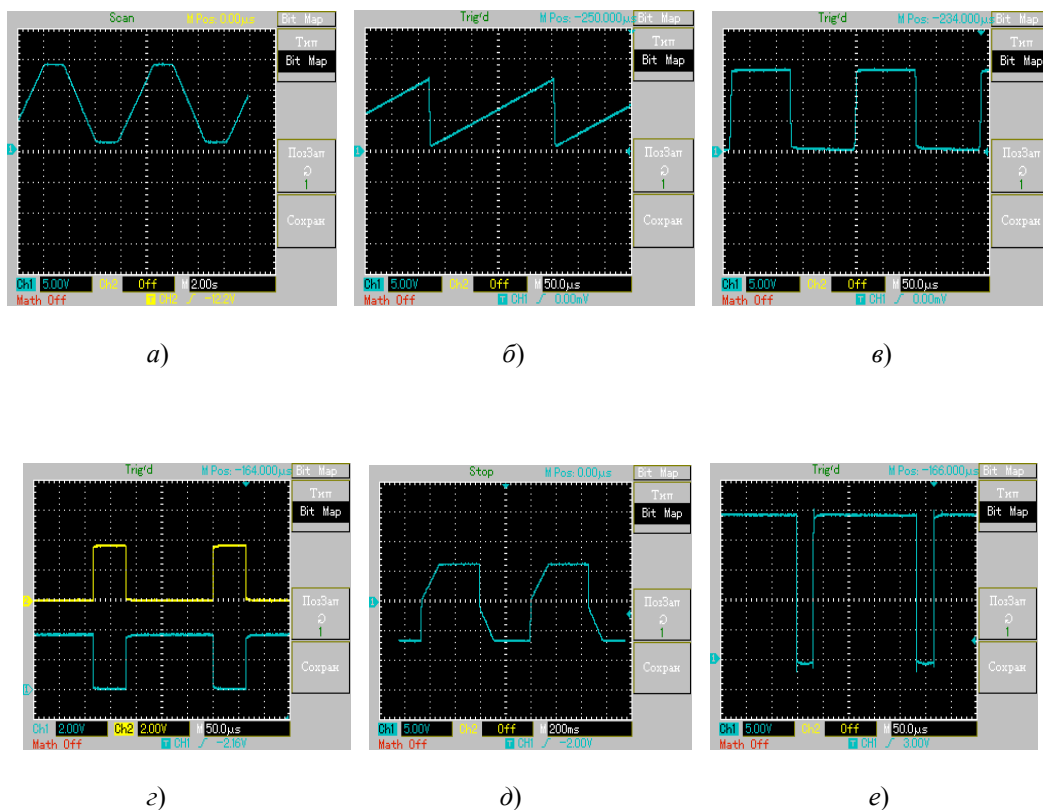 Scan M Pos: 0.00µs Bit Map
Тип
Bit Map
1
ПозЗап
1
Сохран
Ch1 5.00V Ch2 Off M 2.00s
Math Off T CH2 -12.2V
Trig'd M Pos: -250.000µs Bit Map
Тип
Bit Map
1
ПозЗап
1
Сохран
Ch1 5.00V Ch2 Off M 50.0µs
Math Off T CH1 0.00mV
Trig'd M Pos: -234.000µs Bit Map
Тип
Bit Map
1
ПозЗап
1
Сохран
Ch1 5.00V Ch2 Off M 50.0µs
Math Off T CH1 0.00mV
а) б) в)
Trig'd M Pos: -164.000µs Bit Map
Тип
Bit Map
2
ПозЗап
1
Сохран
1
Ch1 2.00V Ch2 2.00V M 50.0µs
Math Off T CH1 -2.16V
Stop M Pos: 0.00µs Bit Map
Тип
Bit Map
1
ПозЗап
1
Сохран
Ch1 5.00V Ch2 Off M 200ms
Math Off T CH1 -2.00V
Trig'd M Pos: -166.000µs Bit Map
Тип
Bit Map
ПозЗап
1
1
Сохран
Ch1 5.00V Ch2 Off M 50.0µs
Math Off T CH1 3.00V
г) д) е)